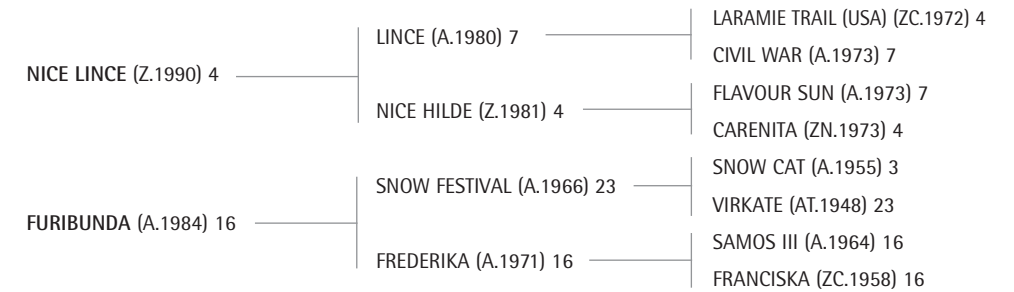 LARAMIE TRAIL (USA) (ZC.1972) 4
LINCE (A.1980) 7
CIVIL WAR (A.1973) 7
NICE LINCE (Z.1990) 4
FLAVOUR SUN (A.1973) 7
NICE HILDE (Z.1981) 4
CARENITA (ZN.1973) 4
SNOW CAT (A.1955) 3
SNOW FESTIVAL (A.1966) 23
VIRKATE (AT.1948) 23
FURIBUNDA (A.1984) 16
SAMOS III (A.1964) 16
FREDERIKA (A.1971) 16
FRANCISKA (ZC.1958) 16